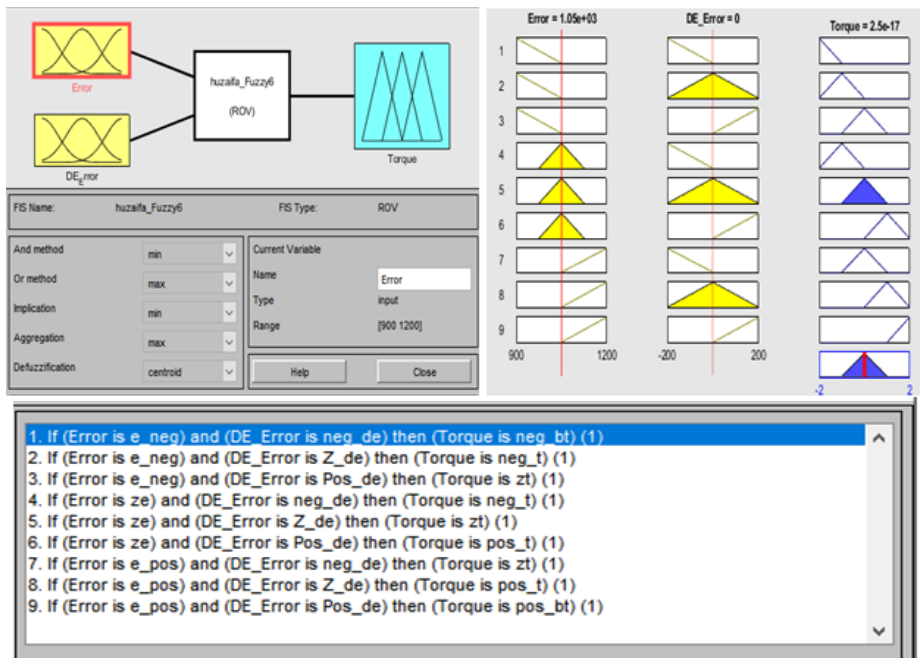 Error
DE_Error
huzaifa_Fuzzy6
(ROV)
Torque
FIS Name: huzaifa_Fuzzy6 FIS Type: ROV
And method min
Or method max
Implication min
Aggregation max
Defuzzification centroid
Current Variable
Name Error
Type input
Range [900 1200]
Help Close
Error = 1.05e+03 DE_Error = 0 Torque = 2.5e-17
1
2
3
4
5
6
7
8
9
900 1200 -200 200
-2 2
1. If (Error is e_neg) and (DE_Error is neg_de) then (Torque is neg_bt) (1)
2. If (Error is e_neg) and (DE_Error is Z_de) then (Torque is neg_t) (1)
3. If (Error is e_neg) and (DE_Error is Pos_de) then (Torque is zt) (1)
4. If (Error is ze) and (DE_Error is neg_de) then (Torque is neg_t) (1)
5. If (Error is ze) and (DE_Error is Z_de) then (Torque is zt) (1)
6. If (Error is ze) and (DE_Error is Pos_de) then (Torque is pos_t) (1)
7. If (Error is e_pos) and (DE_Error is neg_de) then (Torque is zt) (1)
8. If (Error is e_pos) and (DE_Error is Z_de) then (Torque is pos_t) (1)
9. If (Error is e_pos) and (DE_Error is Pos_de) then (Torque is pos_bt) (1)